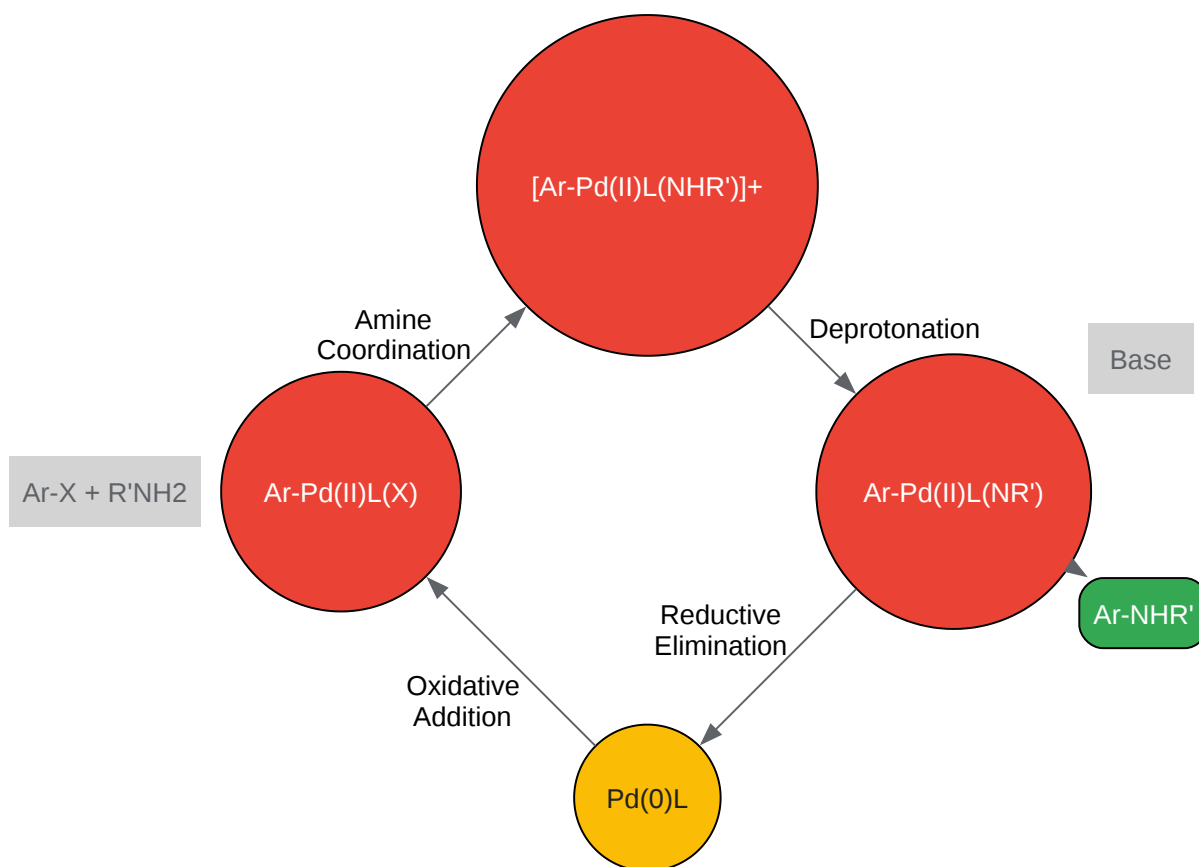 [Ar-Pd(II)L(NHR')]+
Amine
Coordination
Deprotonation
Base
Ar-X + R'NH2
Ar-Pd(II)L(X)
Ar-Pd(II)L(NR')
Reductive
Elimination
Ar-NHR'
Oxidative
Addition
Pd(0)L